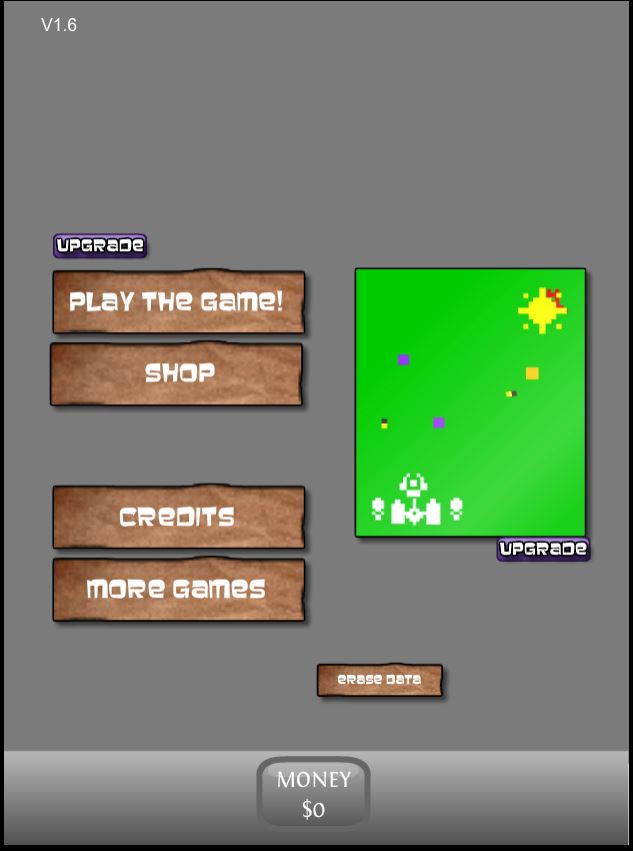 V1.6
UPGRADE
PLAY THE GAME!
SHOP
CREDITS
MORE GAMES
UPGRADE
ERASE DATA
MONEY
$0